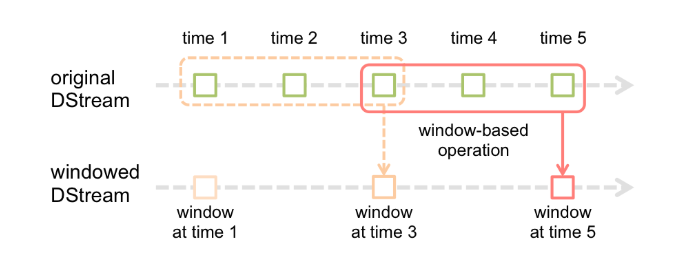 time 1 time 2 time 3 time 4 time 5
original
DStream
window-based
operation
windowed
DStream
window
at time 1
window
at time 3
window
at time 5